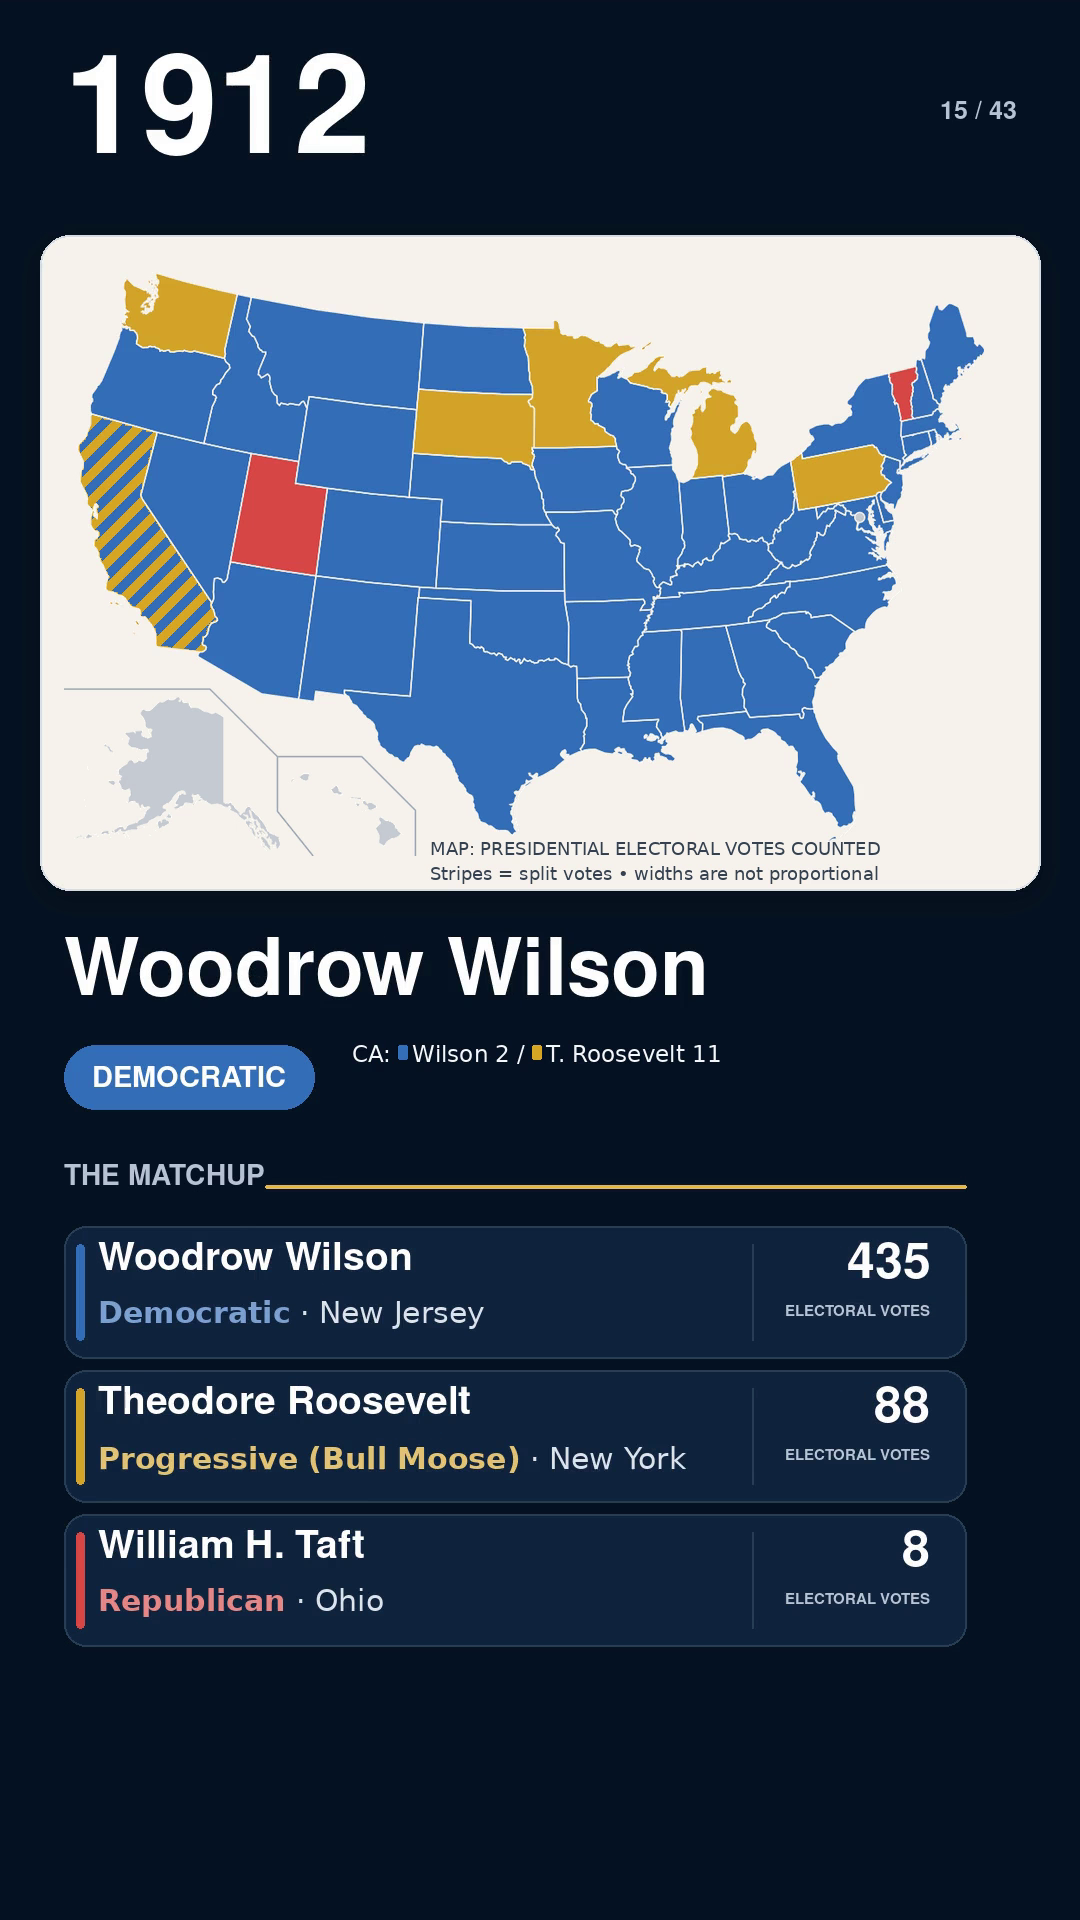 1912
15 / 43
MAP: PRESIDENTIAL ELECTORAL VOTES COUNTED
Stripes = split votes • widths are not proportional
Woodrow Wilson
DEMOCRATIC
CA: Wilson 2 / T. Roosevelt 11
THE MATCHUP
Woodrow Wilson
435
Democratic · New Jersey
ELECTORAL VOTES
Theodore Roosevelt
88
Progressive (Bull Moose) · New York
ELECTORAL VOTES
William H. Taft
8
Republican · Ohio
ELECTORAL VOTES